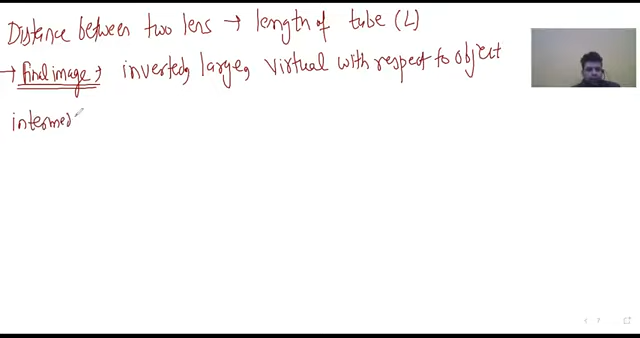 Distance between two lens → length of tube (L)
→ final image → inverted, large, virtual with respect to object
intermed